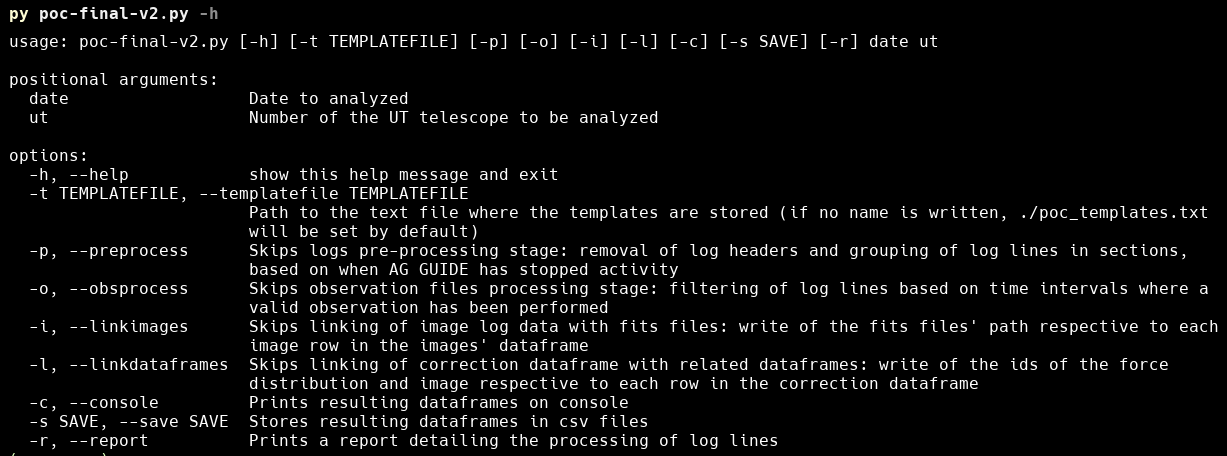 py poc-final-v2.py -h
usage: poc-final-v2.py [-h] [-t TEMPLATEFILE] [-p] [-o] [-i] [-l] [-c] [-s SAVE] [-r] date ut
positional arguments:
date Date to analyzed
ut Number of the UT telescope to be analyzed
options:
-h, --help show this help message and exit
-t TEMPLATEFILE, --templatefile TEMPLATEFILE
Path to the text file where the templates are stored (if no name is written, ./poc_templates.txt
will be set by default)
-p, --preprocess Skips logs pre-processing stage: removal of log headers and grouping of log lines in sections,
based on when AG GUIDE has stopped activity
-o, --obsprocess Skips observation files processing stage: filtering of log lines based on time intervals where a
valid observation has been performed
-i, --linkimages Skips linking of image log data with fits files: write of the fits files' path respective to each
image row in the images' dataframe
-l, --linkdataframes Skips linking of correction dataframe with related dataframes: write of the ids of the force
distribution and image respective to each row in the correction dataframe
-c, --console Prints resulting dataframes on console
-s SAVE, --save SAVE Stores resulting dataframes in csv files
-r, --report Prints a report detailing the processing of log lines